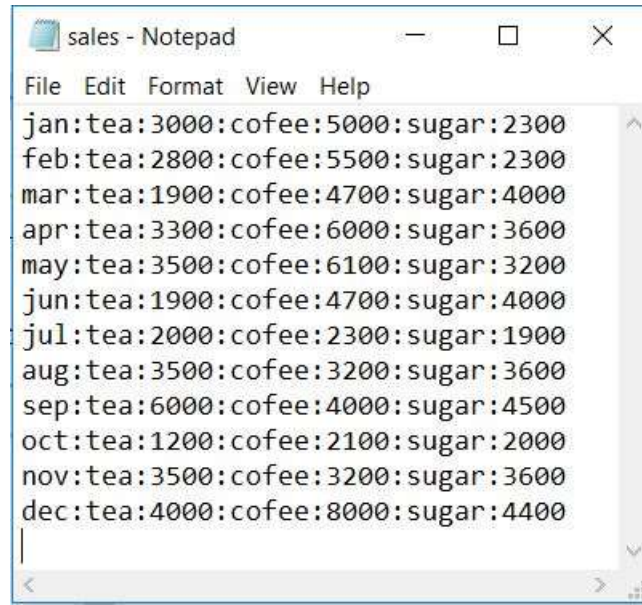 sales - Notepad
File Edit Format View Help
jan:tea:3000:cofee:5000:sugar:2300
feb:tea:2800:cofee:5500:sugar:2300
mar:tea:1900:cofee:4700:sugar:4000
apr:tea:3300:cofee:6000:sugar:3600
may:tea:3500:cofee:6100:sugar:3200
jun:tea:1900:cofee:4700:sugar:4000
jul:tea:2000:cofee:2300:sugar:1900
aug:tea:3500:cofee:3200:sugar:3600
sep:tea:6000:cofee:4000:sugar:4500
oct:tea:1200:cofee:2100:sugar:2000
nov:tea:3500:cofee:3200:sugar:3600
dec:tea:4000:cofee:8000:sugar:4400